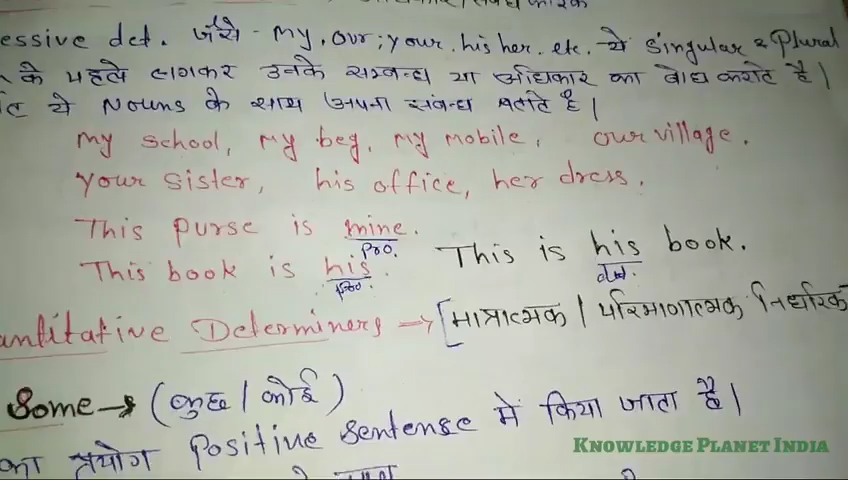 essive det. जैसे - my, our; your, his her. etc. ये Singular & Plural
के पहले लगकर उनके सम्बन्ध या अधिकार का बोध कराते है।
ये Nouns के साथ अपना संबन्ध बताते है।
my school, my beg, my mobile, our village.
your sister, his office, her dress.
This purse is mine.
pro.
This is his book.
det.
This book is his.
pro.
antitative Determiners → [मात्रात्मक / परिमाणात्मक निर्धारक
Some → (कुछ / कोई)
का प्रयोग Positive Sentence में किया जाता है।
KNOWLEDGE PLANET INDIA